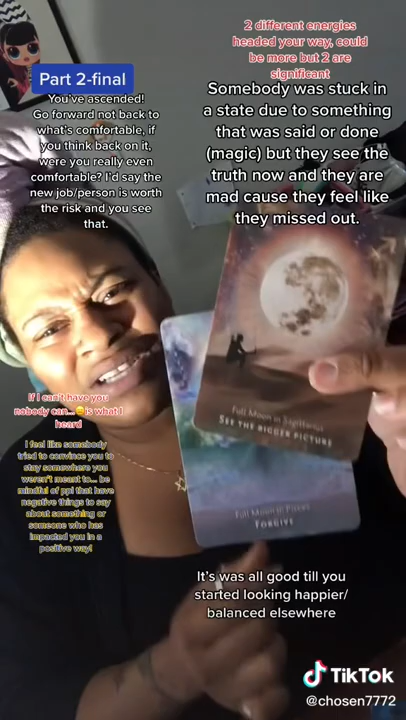 2 different energies
headed your way, could
be more but 2 are
significant
Part 2-final
You've ascended!
Go forward not back to
what's comfortable, if
you think back on it,
were you really even
comfortable? I'd say the
new job/person is worth
the risk and you see
that.
Somebody was stuck in
a state due to something
that was said or done
(magic) but they see the
truth now and they are
mad cause they feel like
they missed out.
Full Moon in Sagittarius
SEE THE BIGGER PICTURE
If I can't have you
nobody can...😕is what I
heard
I feel like somebody
tried to convince you to
stay somewhere you
weren't meant to... be
mindful of ppl that have
negative things to say
about something or
someone who has
impacted you in a
positive way!
Full Moon in Pisces
FORGIVE
It's was all good till you
started looking happier/
balanced elsewhere
TikTok
@chosen7772